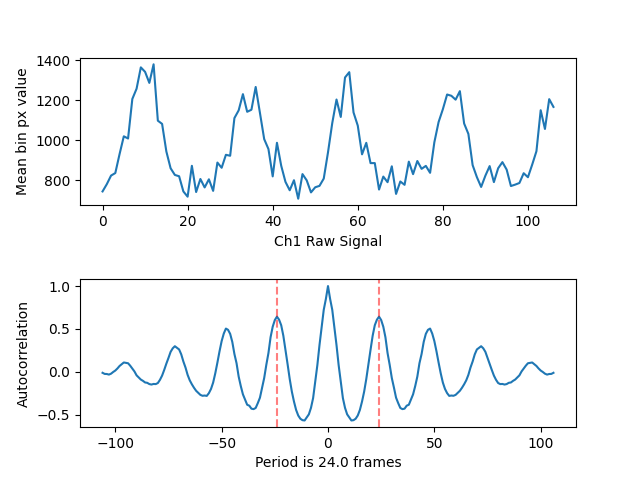 1400
1200
1000
800
Mean bin px value
0 20 40 60 80 100
Ch1 Raw Signal
1.0
0.5
0.0
−0.5
Autocorrelation
−100 −50 0 50 100
Period is 24.0 frames